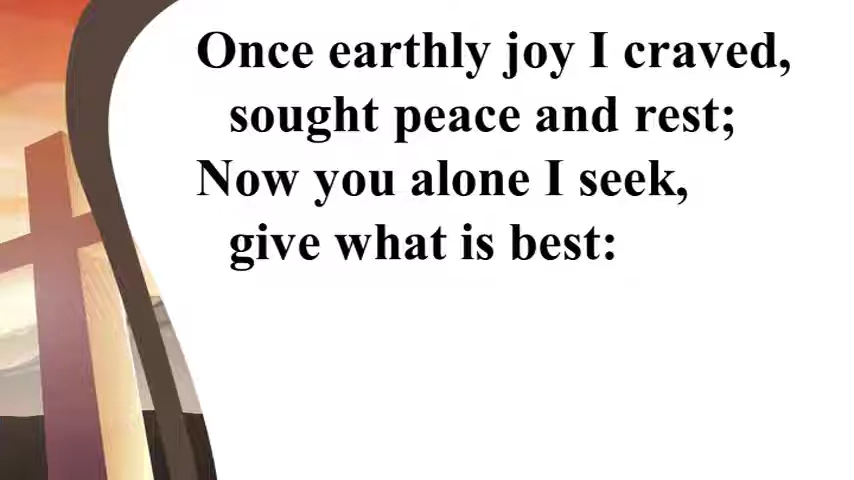 Once earthly joy I craved,
sought peace and rest;
Now you alone I seek,
give what is best: